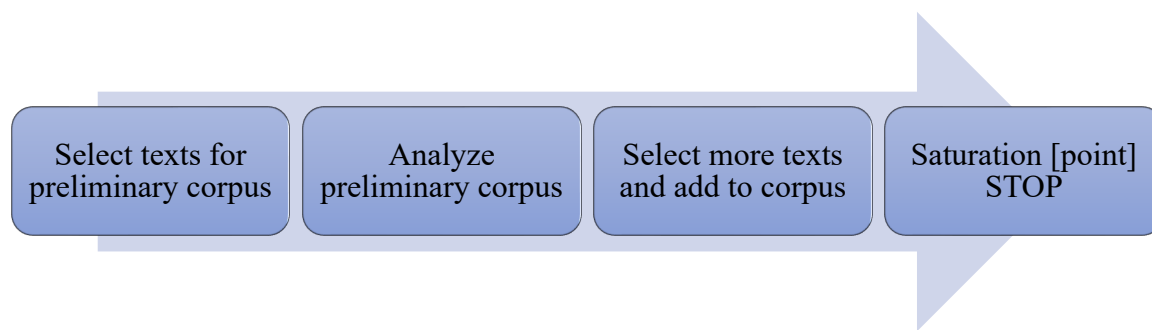 Select texts for
preliminary corpus
Analyze
preliminary corpus
Select more texts
and add to corpus
Saturation [point]
STOP